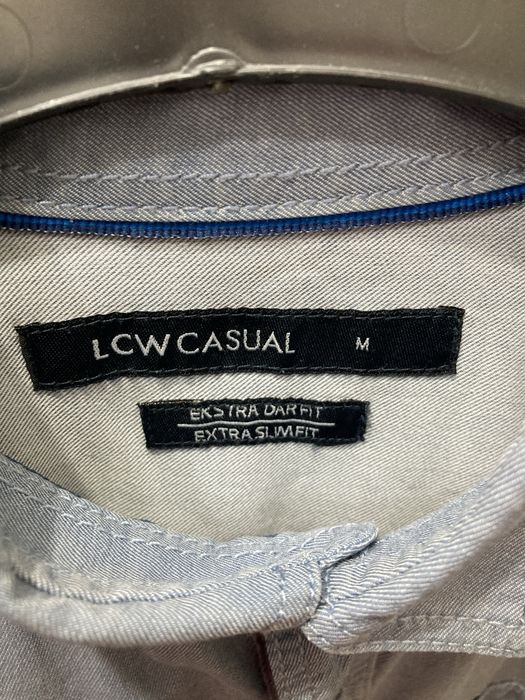 LCW CASUAL M
EKSTRA DAR FIT
EXTRA SLIM FIT